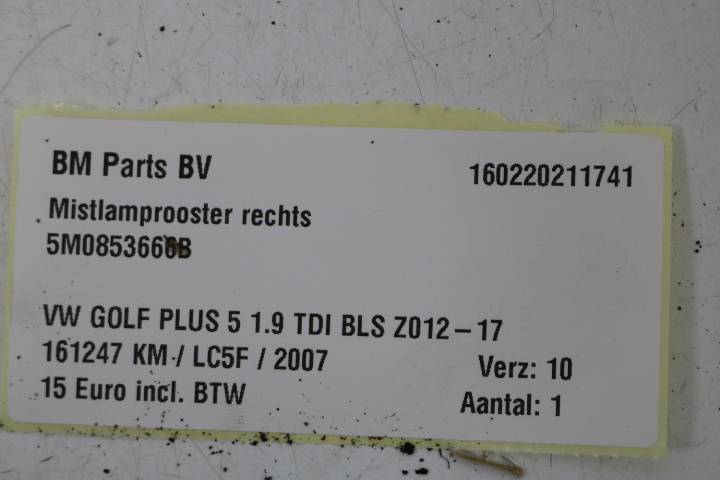 BM Parts BV 160220211741
Mistlamprooster rechts
5M0853666B
VW GOLF PLUS 5 1.9 TDI BLS Z012-17
161247 KM / LC5F / 2007 Verz: 10
15 Euro incl. BTW Aantal: 1